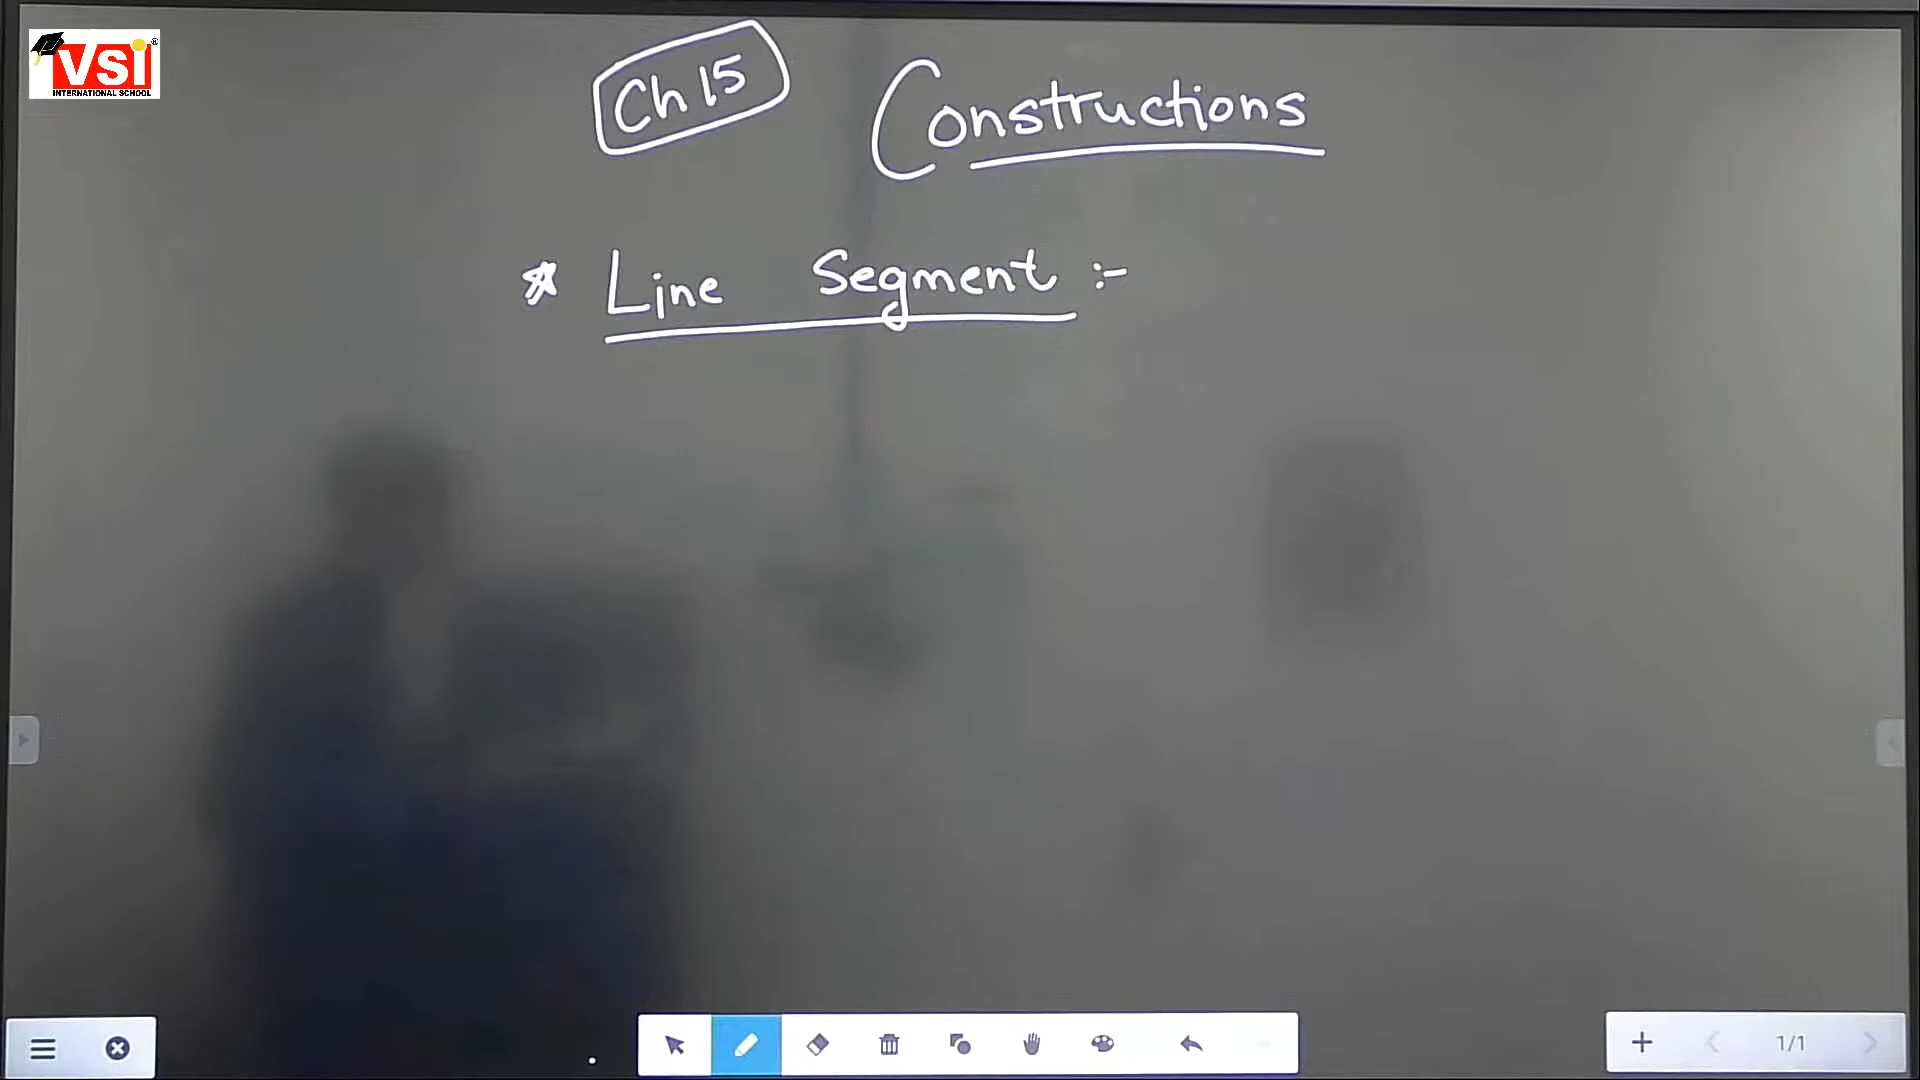 VSI
INTERNATIONAL SCHOOL
Ch 15
Constructions
* Line Segment :-
1/1